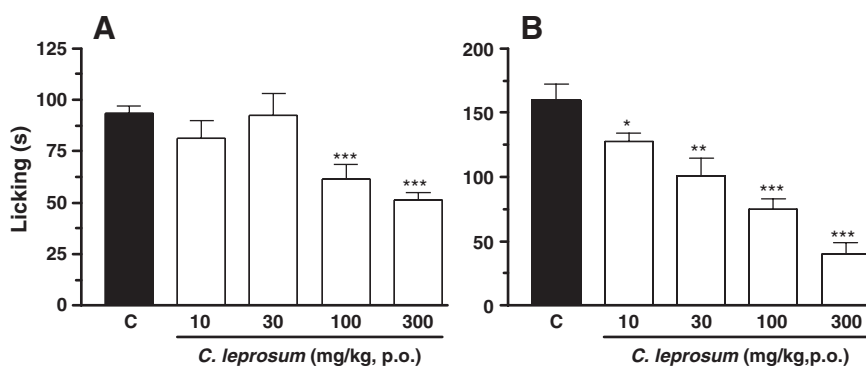 A
B
125
100
75
50
25
0
Licking (s)
***
***
C 10 30 100 300
C. leprosum (mg/kg, p.o.)
200
150
100
50
0
*
**
***
***
C 10 30 100 300
C. leprosum (mg/kg,p.o.)